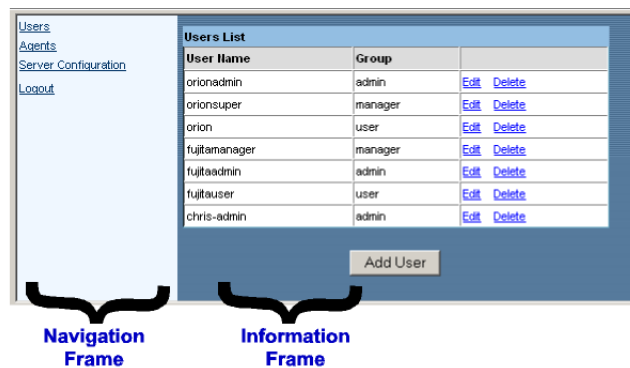 Users
Agents
Server Configuration
Logout
Users List
User Name Group
orionadmin admin Edit Delete
orionsuper manager Edit Delete
orion user Edit Delete
fujitamanager manager Edit Delete
fujitaadmin admin Edit Delete
fujitauser user Edit Delete
chris-admin admin Edit Delete
Add User
Navigation
Frame
Information
Frame